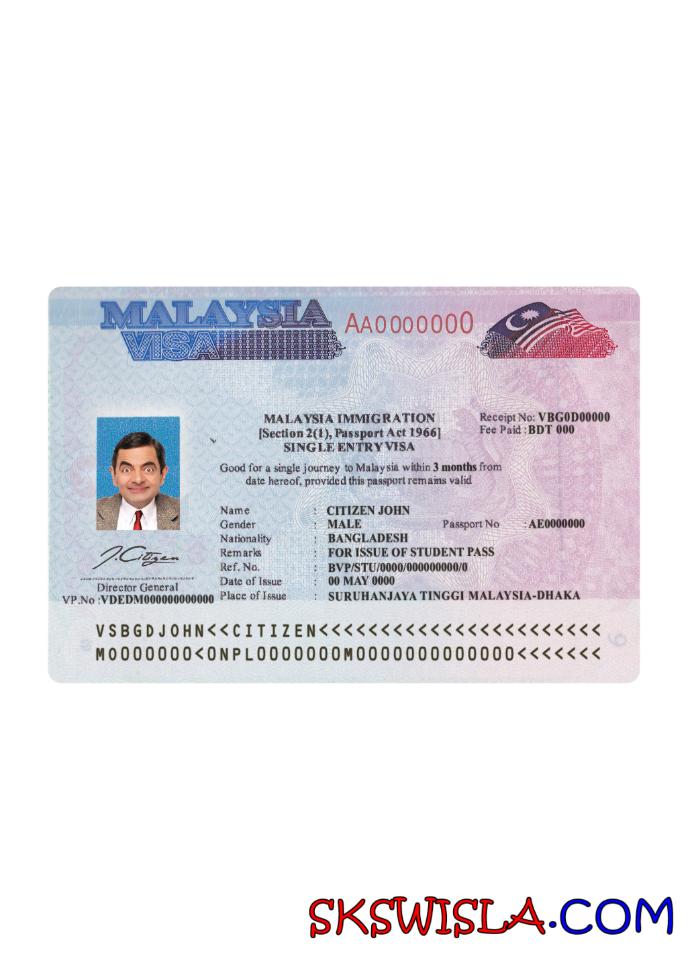 MALAYSIA
VISA
AA0000000
MALAYSIA IMMIGRATION
[Section 2(1), Passport Act 1966]
SINGLE ENTRY VISA
Receipt No: VBG0D00000
Fee Paid : BDT 000
Good for a single journey to Malaysia within 3 months from
date hereof, provided this passport remains valid
Name : CITIZEN JOHN
Gender : MALE Passport No : AE0000000
Nationality : BANGLADESH
Remarks : FOR ISSUE OF STUDENT PASS
Ref. No. : BVP/STU/0000/000000000/0
Date of Issue : 00 MAY 0000
Place of Issue : SURUHANJAYA TINGGI MALAYSIA-DHAKA
J. Citizen
Director General
VP.No :VDEDM000000000000
VSBGDJOHN<<CITIZEN<<<<<<<<<<<<<<<<<<<<<<<<
M0000000<0NPL0000000M00000000000000<<<<<<<
SKSWISLA.COM